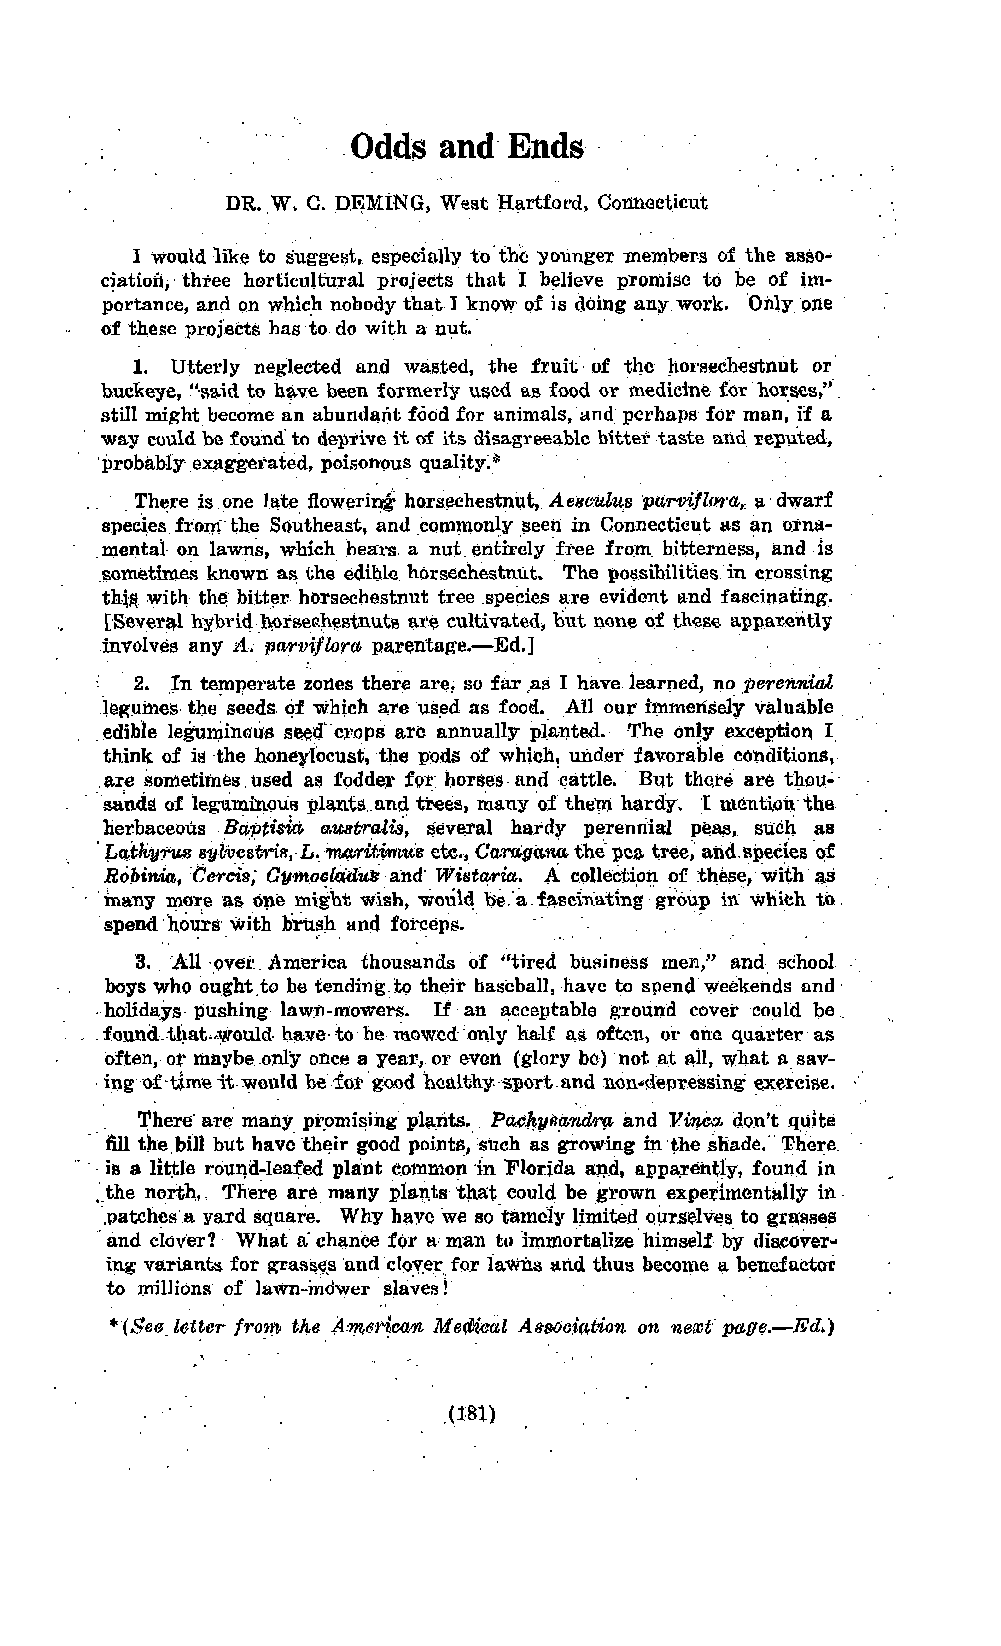 Odds and Ends
DR. W. C. DEMING, West Hartford, Connecticut
I would like to suggest, especially to the younger members of the asso-
ciation, three horticultural projects that I believe promise to be of im-
portance, and on which nobody that I know of is doing any work. Only one
of these projects has to do with a nut.
1. Utterly neglected and wasted, the fruit of the horsechestnut or
buckeye, "said to have been formerly used as food or medicine for horses,"
still might become an abundant food for animals, and perhaps for man, if a
way could be found to deprive it of its disagreeable bitter taste and reputed,
probably exaggerated, poisonous quality.*
There is one late flowering horsechestnut, Aesculus parviflora, a dwarf
species from the Southeast, and commonly seen in Connecticut as an orna-
mental on lawns, which bears a nut entirely free from bitterness, and is
sometimes known as the edible horsechestnut. The possibilities in crossing
this with the bitter horsechestnut tree species are evident and fascinating.
[Several hybrid horsechestnuts are cultivated, but none of these apparently
involves any A. parviflora parentage.—Ed.]
2. In temperate zones there are, so far as I have learned, no perennial
legumes the seeds of which are used as food. All our immensely valuable
edible leguminous seed crops are annually planted. The only exception I
think of is the honeylocust, the pods of which, under favorable conditions,
are sometimes used as fodder for horses and cattle. But there are thou-
sands of leguminous plants and trees, many of them hardy. I mention the
herbaceous Baptisia australis, several hardy perennial peas, such as
Lathyrus sylvestris, L. maritimus etc., Caragana the pea tree, and species of
Robinia, Cercis, Gymocladus and Wistaria. A collection of these, with as
many more as one might wish, would be a fascinating group in which to
spend hours with brush and forceps.
3. All over America thousands of "tired business men," and school
boys who ought to be tending to their baseball, have to spend weekends and
holidays pushing lawn-mowers. If an acceptable ground cover could be
found that would have to be mowed only half as often, or one quarter as
often, or maybe only once a year, or even (glory be) not at all, what a sav-
ing of time it would be for good healthy sport and non-depressing exercise.
There are many promising plants. Pachysandra and Vinca don't quite
fill the bill but have their good points, such as growing in the shade. There
is a little round-leafed plant common in Florida and, apparently, found in
the north. There are many plants that could be grown experimentally in
patches a yard square. Why have we so tamely limited ourselves to grasses
and clover? What a chance for a man to immortalize himself by discover-
ing variants for grasses and clover for lawns and thus become a benefactor
to millions of lawn-mower slaves!
*(See letter from the American Medical Association on next page.—Ed.)
(181)